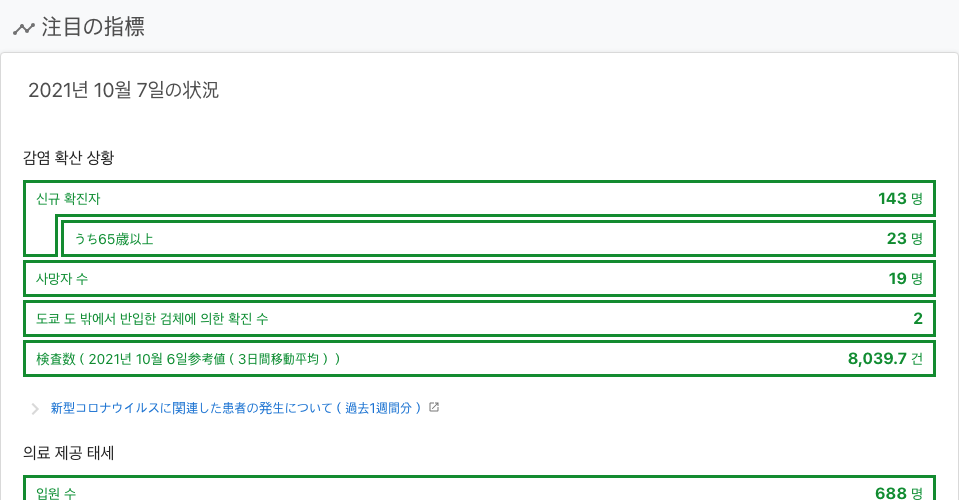 注目の指標
2021년 10월 7일の状況
감염 확산 상황
신규 확진자 143 명
うち65歳以上 23 명
사망자 수 19 명
도쿄 도 밖에서 반입한 검체에 의한 확진 수 2
検査数 ( 2021년 10월 6일参考値 ( 3日間移動平均 ) ) 8,039.7 건
新型コロナウイルスに関連した患者の発生について ( 過去1週間分 )
의료 제공 태세
입원 수 688 명